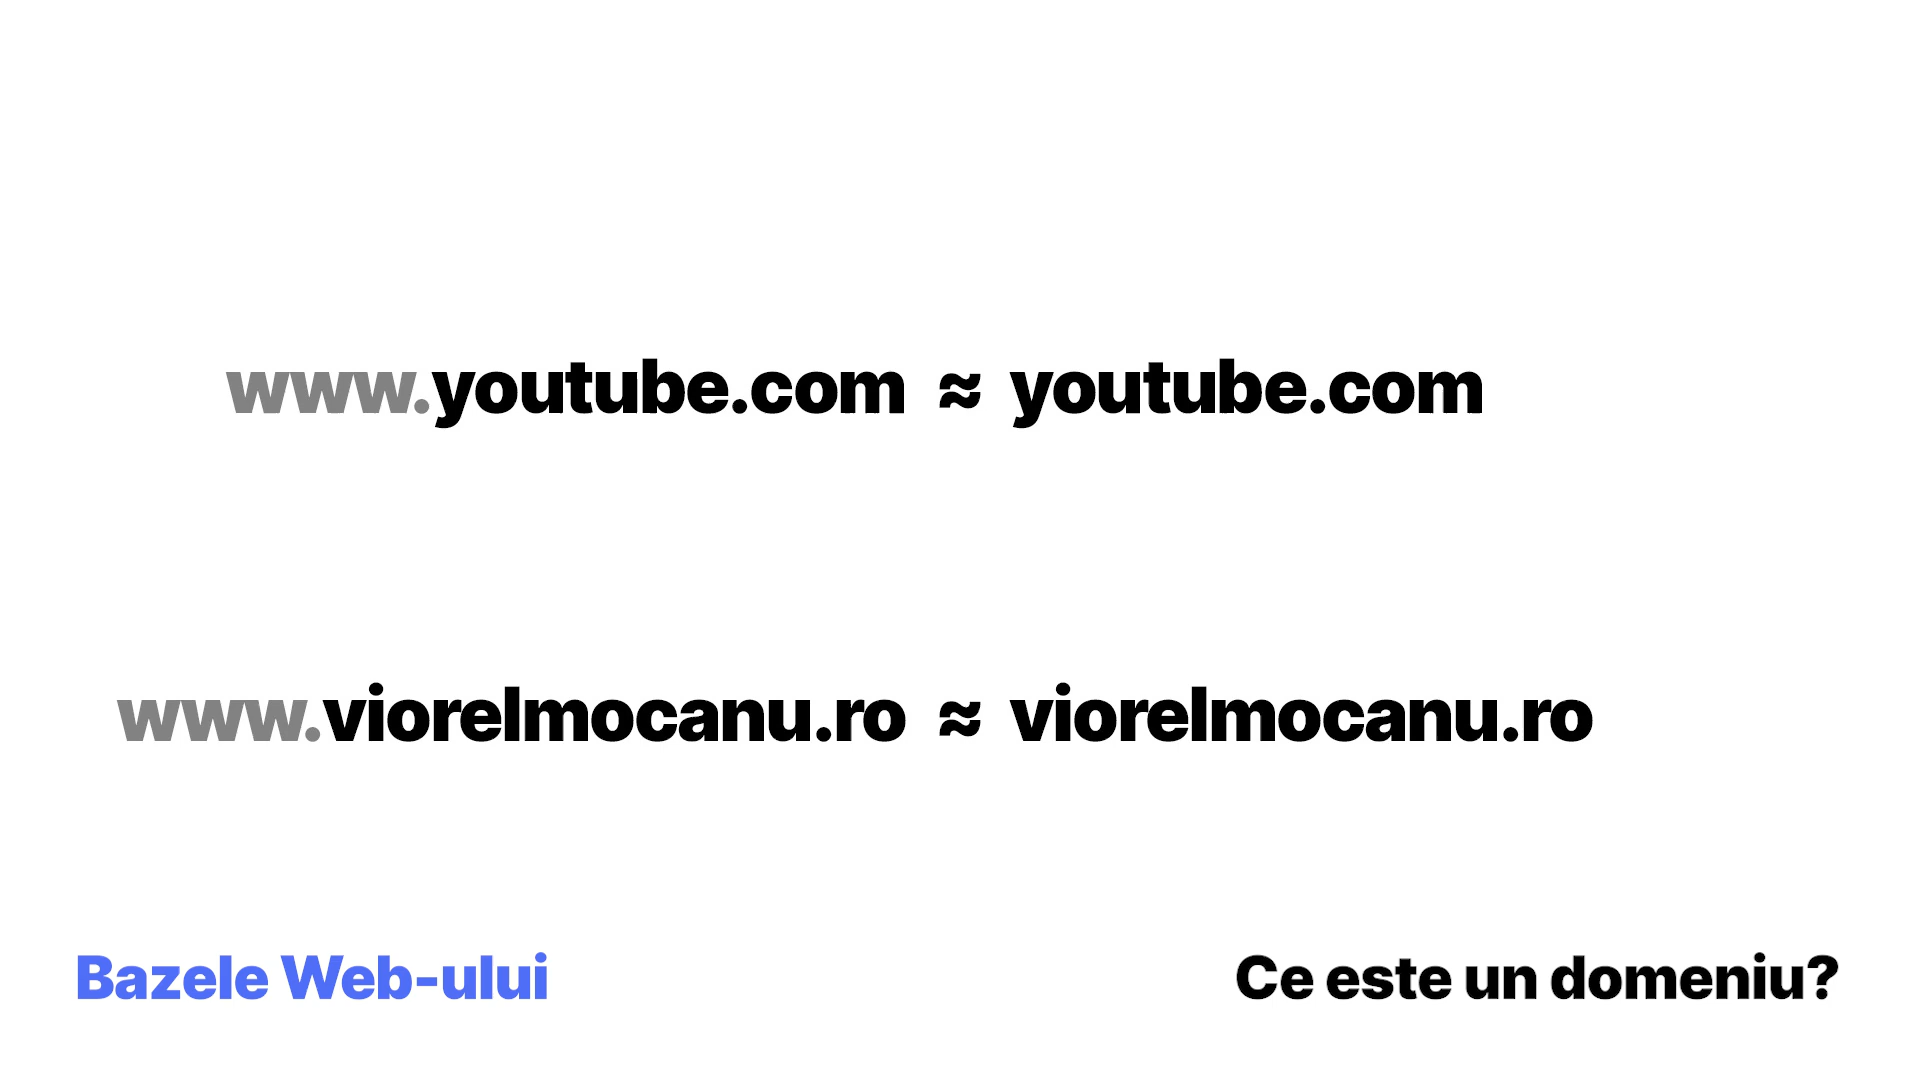 www.youtube.com ≈ youtube.com
www.viorelmocanu.ro ≈ viorelmocanu.ro
Bazele Web-ului
Ce este un domeniu?